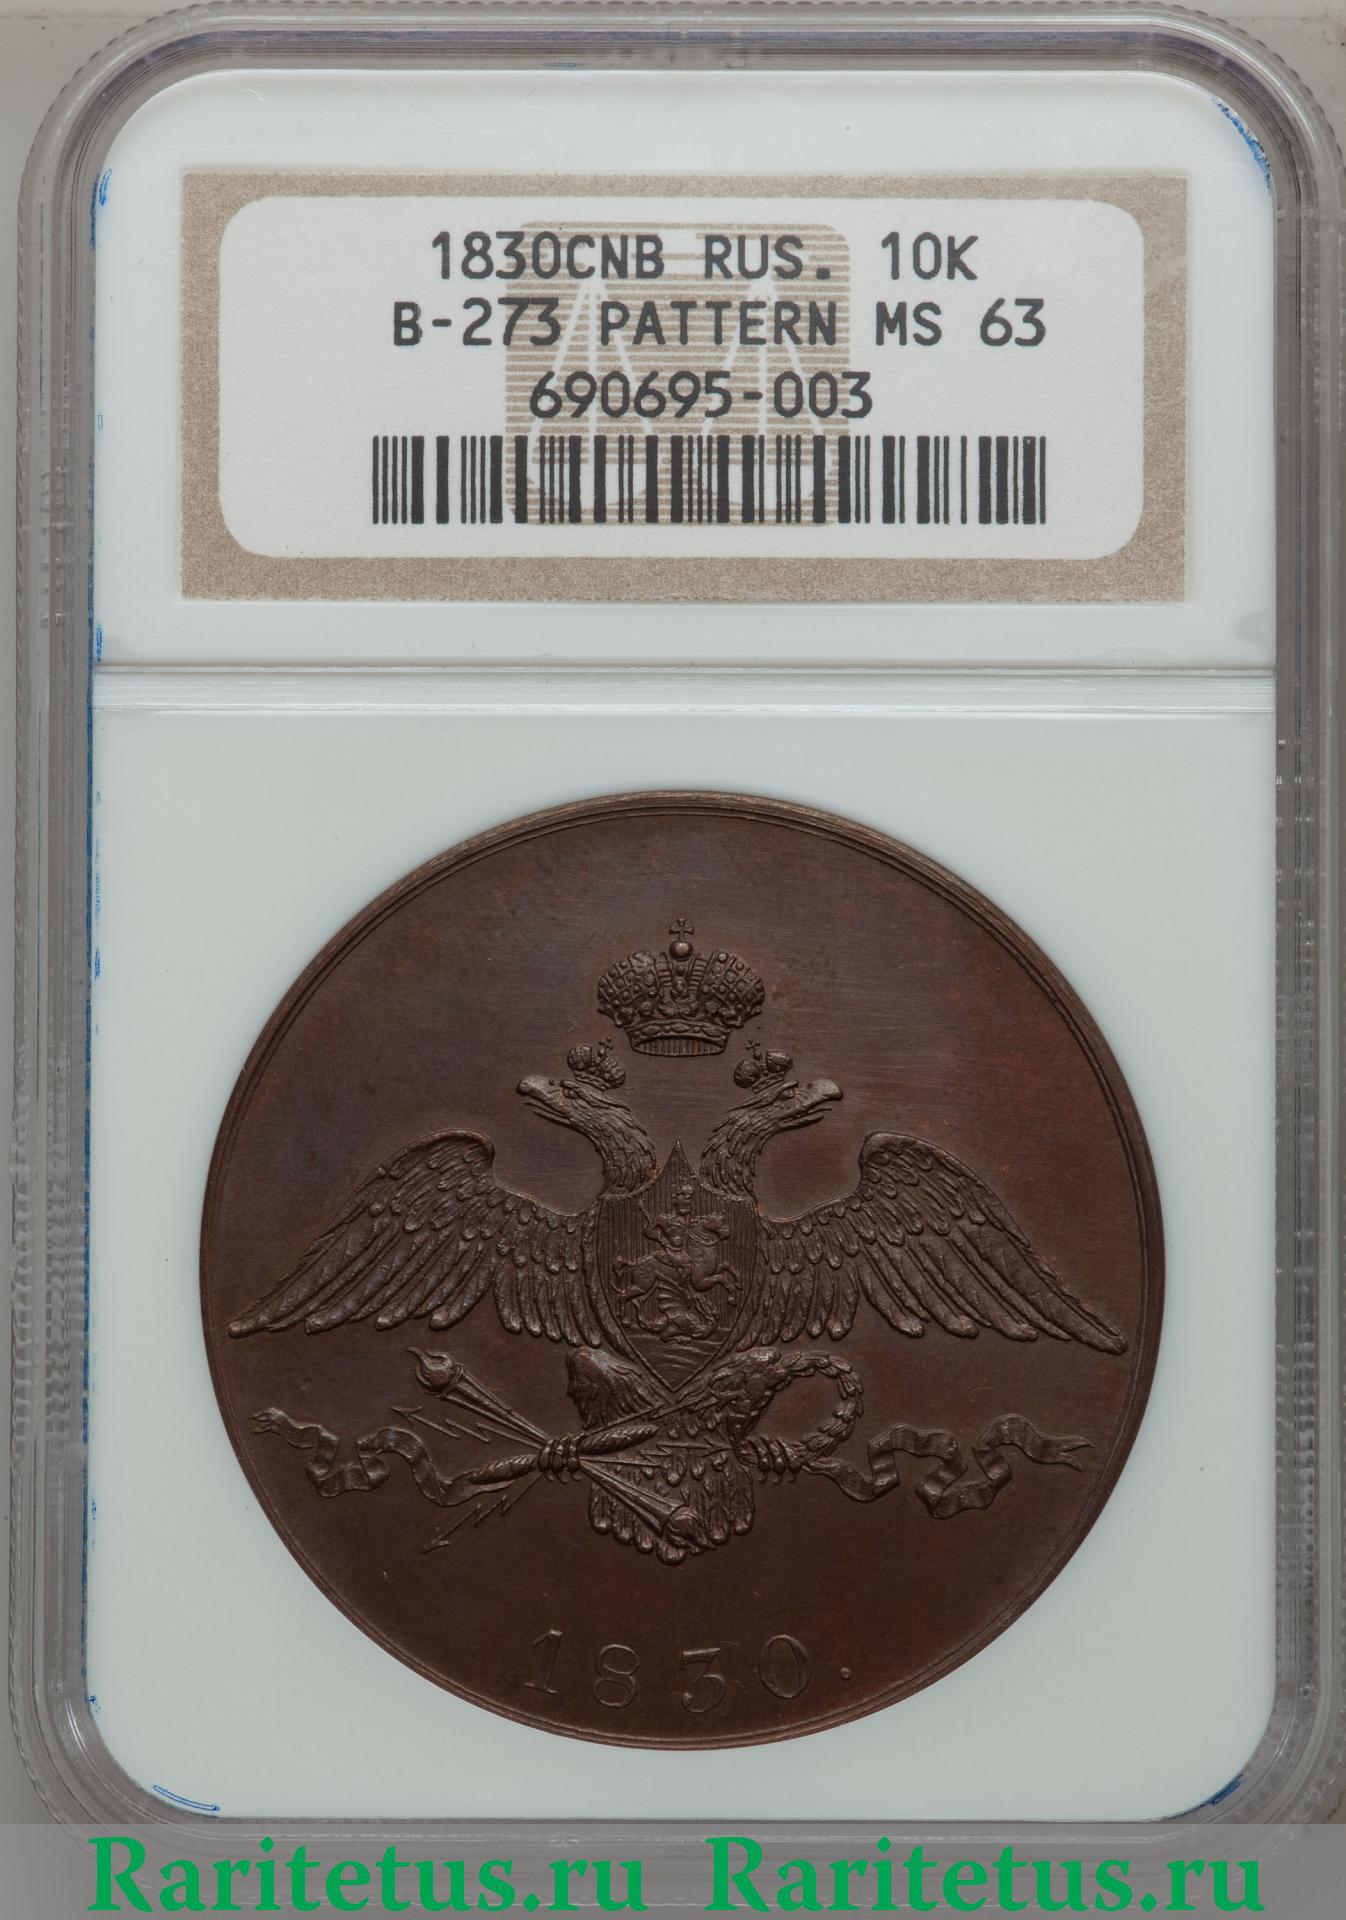 1830CNB RUS. 10K
B-273 PATTERN MS 63
690695-003
1830.
Raritetus.ru Raritetus.ru